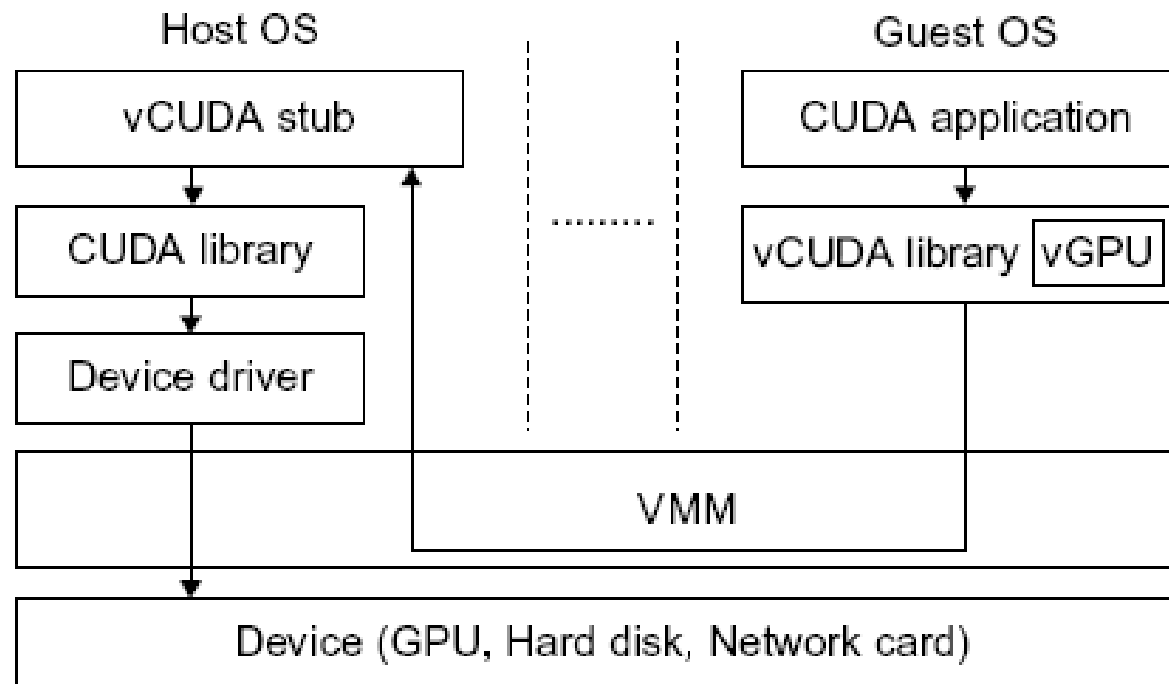 Host OS
Guest OS
vCUDA stub
CUDA application
CUDA library
vCUDA library
vGPU
Device driver
VMM
Device (GPU, Hard disk, Network card)